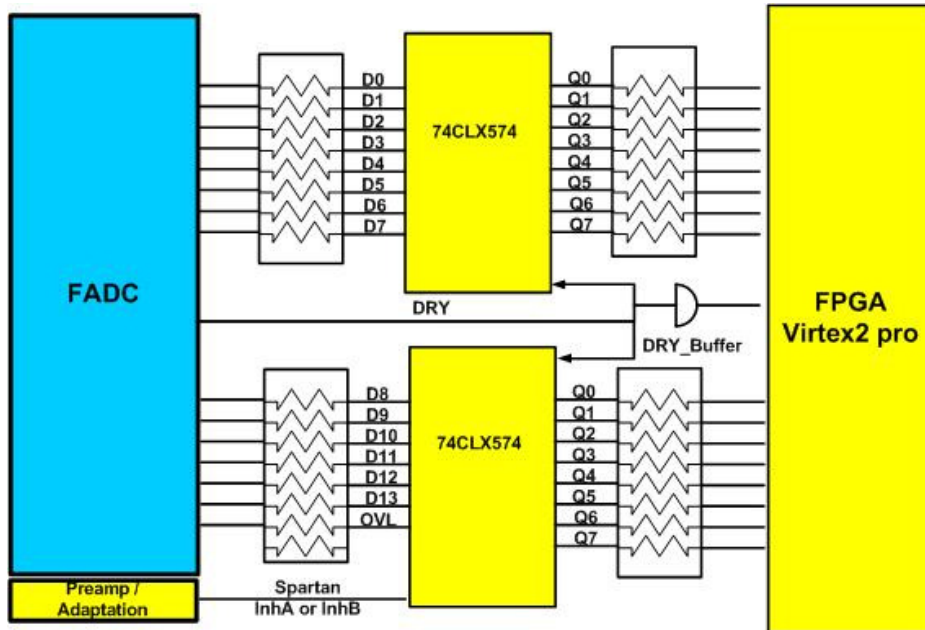 FADC
D0
D1
D2
D3
D4
D5
D6
D7
74CLX574
Q0
Q1
Q2
Q3
Q4
Q5
Q6
Q7
DRY
DRY_Buffer
FPGA
Virtex2 pro
D8
D9
D10
D11
D12
D13
OVL
74CLX574
Q0
Q1
Q2
Q3
Q4
Q5
Q6
Q7
Preamp /
Adaptation
Spartan
InhA or InhB